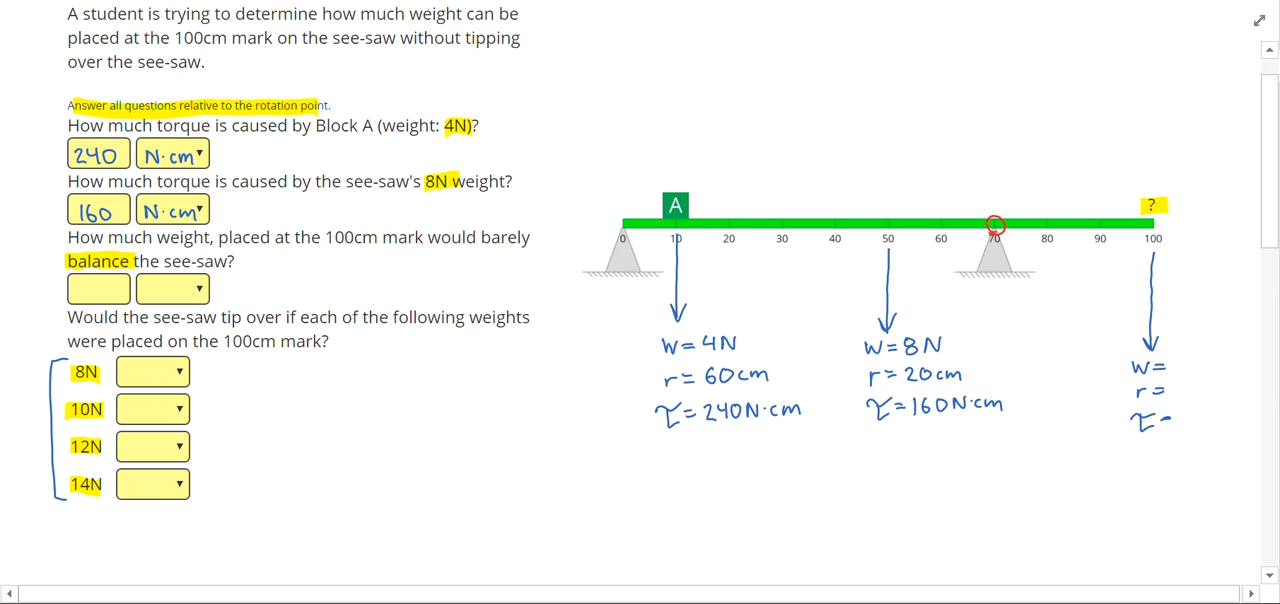 A student is trying to determine how much weight can be
placed at the 100cm mark on the see-saw without tipping
over the see-saw.
Answer all questions relative to the rotation point.
How much torque is caused by Block A (weight: 4N)?
240 N·cm
How much torque is caused by the see-saw's 8N weight?
160 N·cm
How much weight, placed at the 100cm mark would barely
balance the see-saw?
Would the see-saw tip over if each of the following weights
were placed on the 100cm mark?
8N
10N
12N
14N
A ?
0 10 20 30 40 50 60 70 80 90 100
W = 4N
r = 60cm
τ = 240N·cm
W = 8N
r = 20cm
τ = 160N·cm
W =
r =
τ -